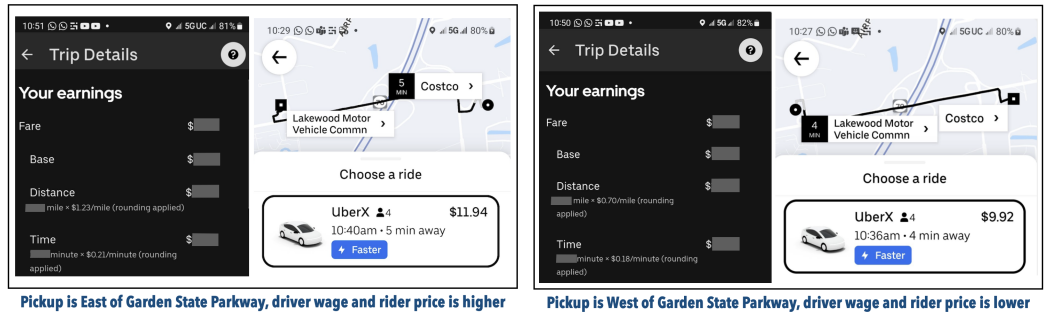 10:51 5GUC 81%
← Trip Details ?
Your earnings
Fare $
Base $
Distance $
mile × $1.23/mile (rounding applied)
Time $
minute × $0.21/minute (rounding
applied)
10:29 5G 80%
5
MIN
Costco >
70
Lakewood Motor
Vehicle Commn >
Choose a ride
UberX 4 $11.94
10:40am • 5 min away
Faster
10:50 5G 82%
← Trip Details ?
Your earnings
Fare $
Base $
Distance $
mile × $0.70/mile (rounding
applied)
Time $
minute × $0.18/minute (rounding
applied)
10:27 5GUC 80%
70
4
MIN
Lakewood Motor
Vehicle Commn >
Costco >
Choose a ride
UberX 4 $9.92
10:36am • 4 min away
Faster
Pickup is East of Garden State Parkway, driver wage and rider price is higher
Pickup is West of Garden State Parkway, driver wage and rider price is lower